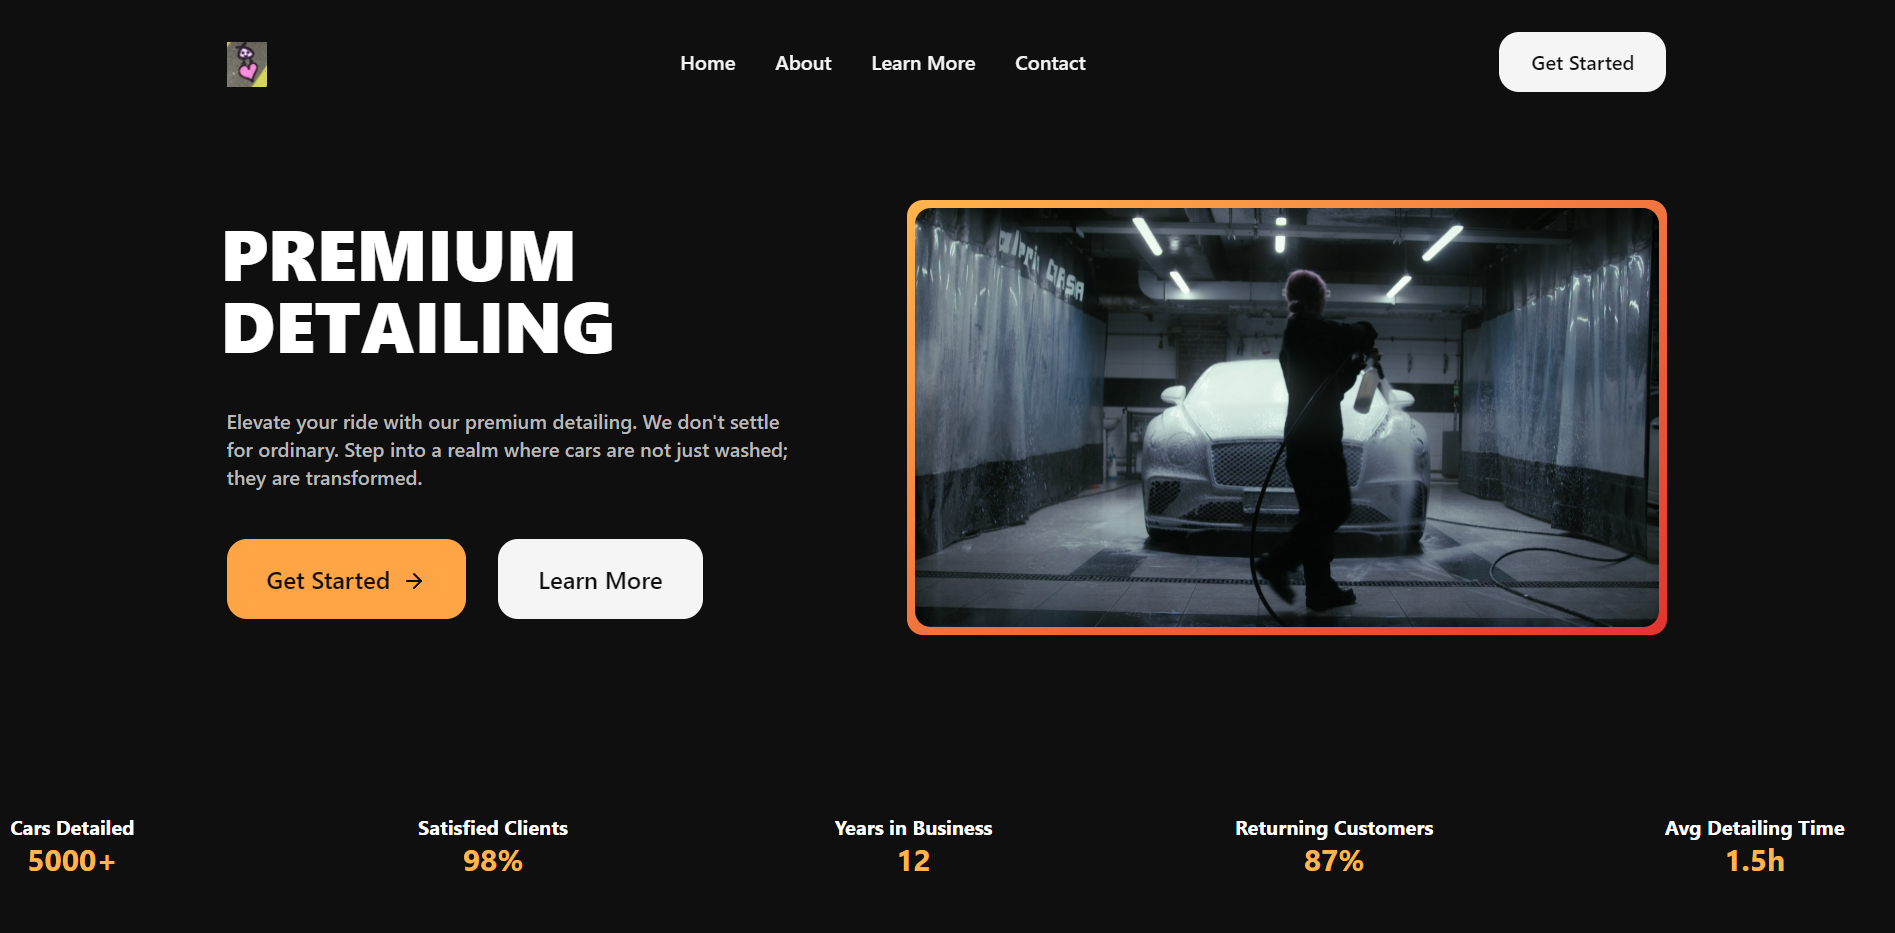 Home About Learn More Contact Get Started
PREMIUM
DETAILING
Elevate your ride with our premium detailing. We don't settle
for ordinary. Step into a realm where cars are not just washed;
they are transformed.
Get Started → Learn More
Cars Detailed Satisfied Clients Years in Business Returning Customers Avg Detailing Time
5000+ 98% 12 87% 1.5h